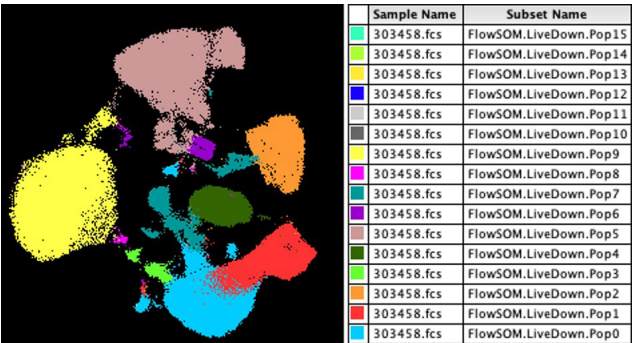 Sample Name Subset Name
303458.fcs FlowSOM.LiveDown.Pop15
303458.fcs FlowSOM.LiveDown.Pop14
303458.fcs FlowSOM.LiveDown.Pop13
303458.fcs FlowSOM.LiveDown.Pop12
303458.fcs FlowSOM.LiveDown.Pop11
303458.fcs FlowSOM.LiveDown.Pop10
303458.fcs FlowSOM.LiveDown.Pop9
303458.fcs FlowSOM.LiveDown.Pop8
303458.fcs FlowSOM.LiveDown.Pop7
303458.fcs FlowSOM.LiveDown.Pop6
303458.fcs FlowSOM.LiveDown.Pop5
303458.fcs FlowSOM.LiveDown.Pop4
303458.fcs FlowSOM.LiveDown.Pop3
303458.fcs FlowSOM.LiveDown.Pop2
303458.fcs FlowSOM.LiveDown.Pop1
303458.fcs FlowSOM.LiveDown.Pop0